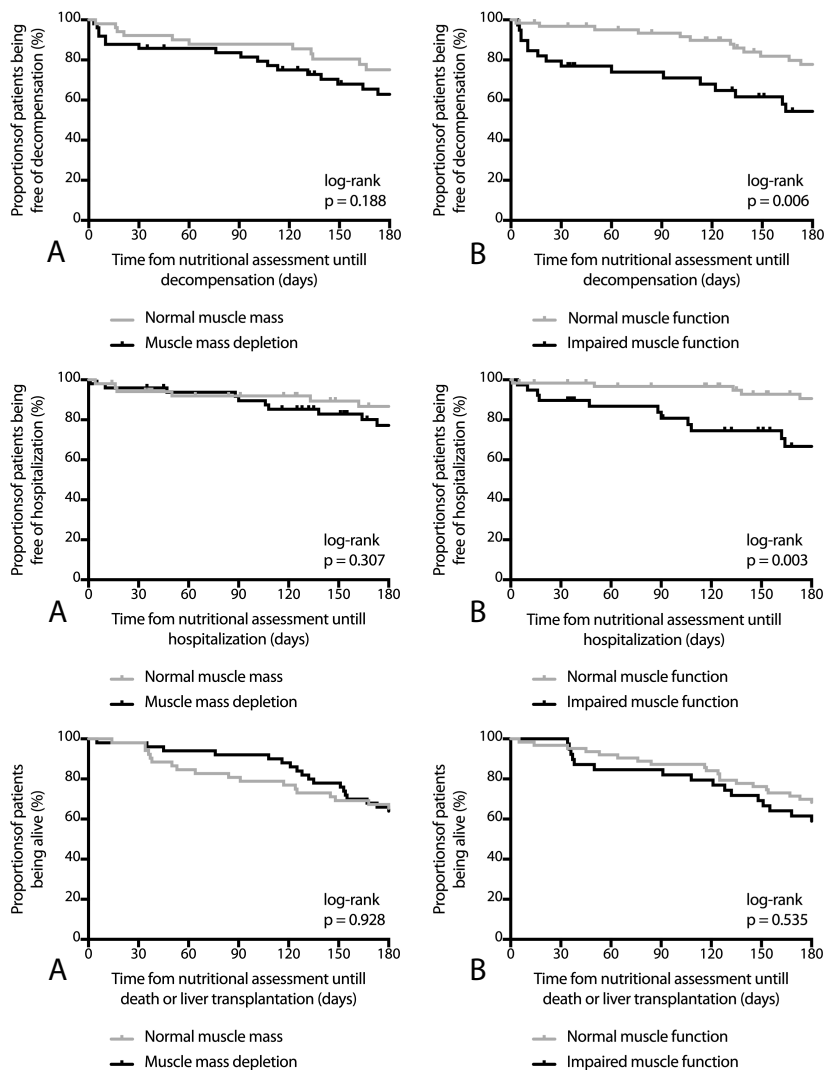 Proportionsof patients being
free of decompensation (%)
100
80
60
40
20
0
log-rank
p = 0.188
0 30 60 90 120 150 180
A
Time fom nutritional assessment untill
decompensation (days)
Normal muscle mass
Muscle mass depletion
Proportionsof patients being
free of decompensation (%)
100
80
60
40
20
0
log-rank
p = 0.006
0 30 60 90 120 150 180
B
Time fom nutritional assessment untill
decompensation (days)
Normal muscle function
Impaired muscle function
Proportionsof patients being
free of hospitalization (%)
100
80
60
40
20
0
log-rank
p = 0.307
0 30 60 90 120 150 180
A
Time fom nutritional assessment untill
hospitalization (days)
Normal muscle mass
Muscle mass depletion
Proportionsof patients being
free of hospitalization (%)
100
80
60
40
20
0
log-rank
p = 0.003
0 30 60 90 120 150 180
B
Time fom nutritional assessment untill
hospitalization (days)
Normal muscle function
Impaired muscle function
Proportionsof patients
being alive (%)
100
80
60
40
20
0
log-rank
p = 0.928
0 30 60 90 120 150 180
A
Time fom nutritional assessment untill
death or liver transplantation (days)
Normal muscle mass
Muscle mass depletion
Proportionsof patients
being alive (%)
100
80
60
40
20
0
log-rank
p = 0.535
0 30 60 90 120 150 180
B
Time fom nutritional assessment untill
death or liver transplantation (days)
Normal muscle function
Impaired muscle function